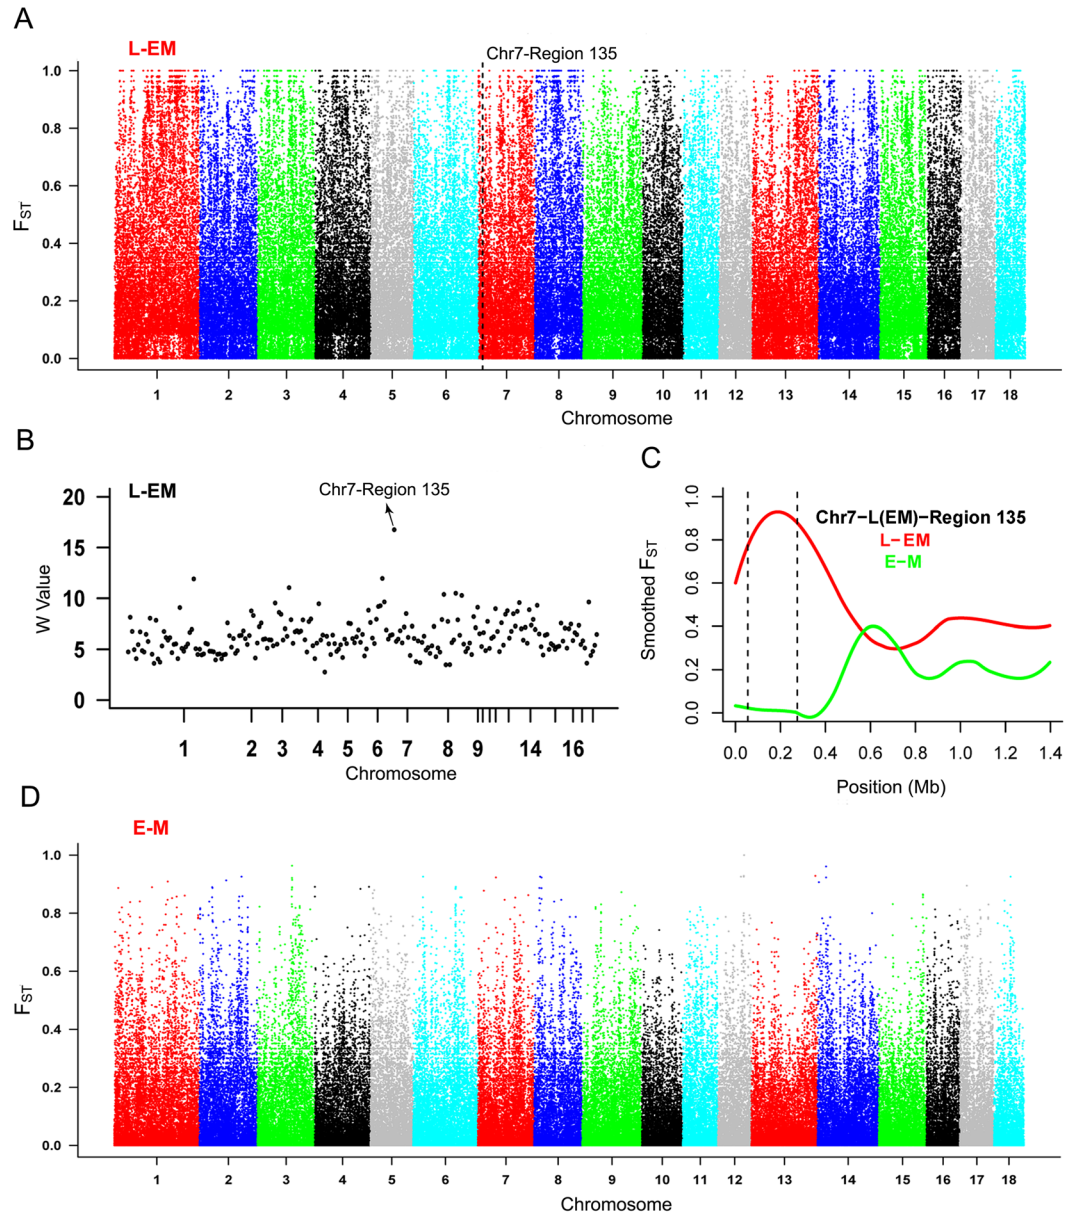 A
L-EM
Chr7-Region 135
1.0
0.8
0.6
0.4
0.2
0.0
FST
1 2 3 4 5 6 7 8 9 10 11 12 13 14 15 16 17 18
Chromosome
B
L-EM
Chr7-Region 135
20
15
10
5
0
W Value
1 2 3 4 5 6 7 8 9 14 16
Chromosome
C
Chr7−L(EM)−Region 135
L−EM
E−M
1.0
0.8
0.6
0.4
0.2
0.0
Smoothed FST
0.0 0.2 0.4 0.6 0.8 1.0 1.2 1.4
Position (Mb)
D
E-M
1.0
0.8
0.6
0.4
0.2
0.0
FST
1 2 3 4 5 6 7 8 9 10 11 12 13 14 15 16 17 18
Chromosome